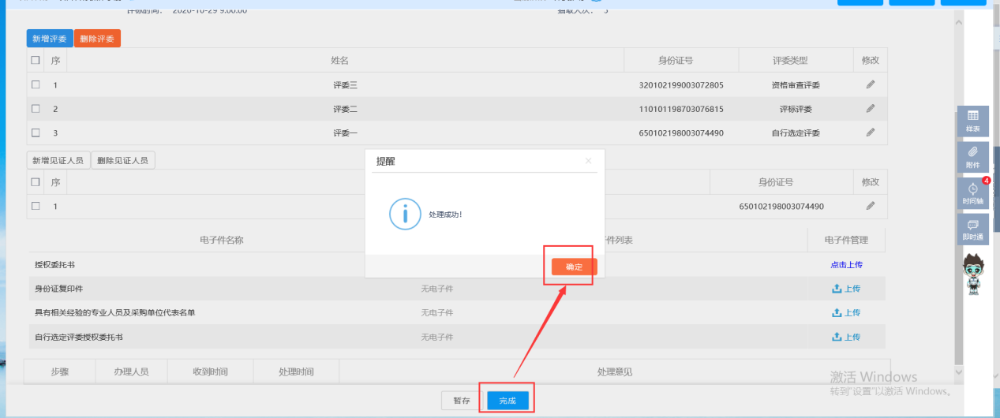 评标时间： 2020-10-29 9:00:00
抽取人次： 3
新增评委 删除评委
序 姓名 身份证号 评委类型 修改
1 评委三 320102199003072805 资格审查评委
2 评委二 110101198703076815 评标评委
3 评委一 650102198003074490 自行选定评委
新增见证人员 删除见证人员
序 身份证号 修改
1 650102198003074490
提醒
处理成功!
确定
电子件名称 件列表 电子件管理
授权委托书 点击上传
身份证复印件 无电子件 上传
具有相关经验的专业人员及采购单位代表名单 无电子件 上传
自行选定评委授权委托书 无电子件 上传
步骤 办理人员 收到时间 处理时间 处理意见
暂存 完成
样表
附件
4
时间轴
即时通
激活 Windows
转到"设置"以激活 Windows。